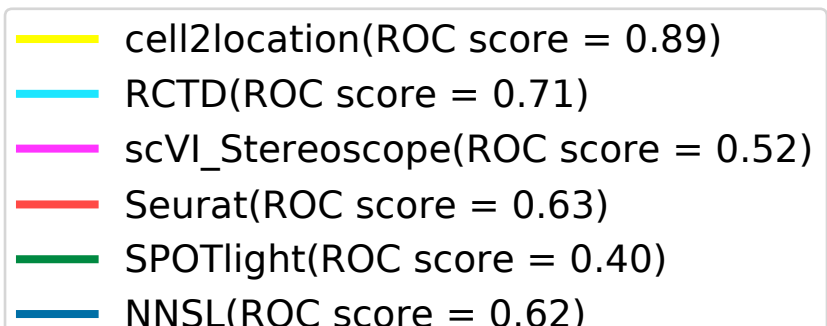 cell2location(ROC score = 0.89)
RCTD(ROC score = 0.71)
scVI_Stereoscope(ROC score = 0.52)
Seurat(ROC score = 0.63)
SPOTlight(ROC score = 0.40)
NNSL(ROC score = 0.62)